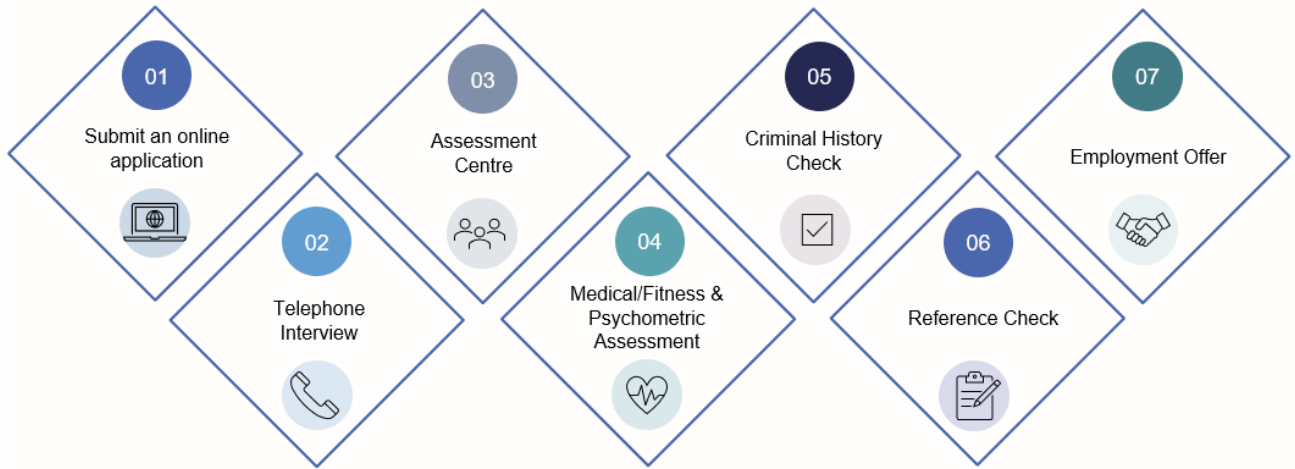 01
Submit an online
application
02
Telephone
Interview
03
Assessment
Centre
04
Medical/Fitness &
Psychometric
Assessment
05
Criminal History
Check
06
Reference Check
07
Employment Offer